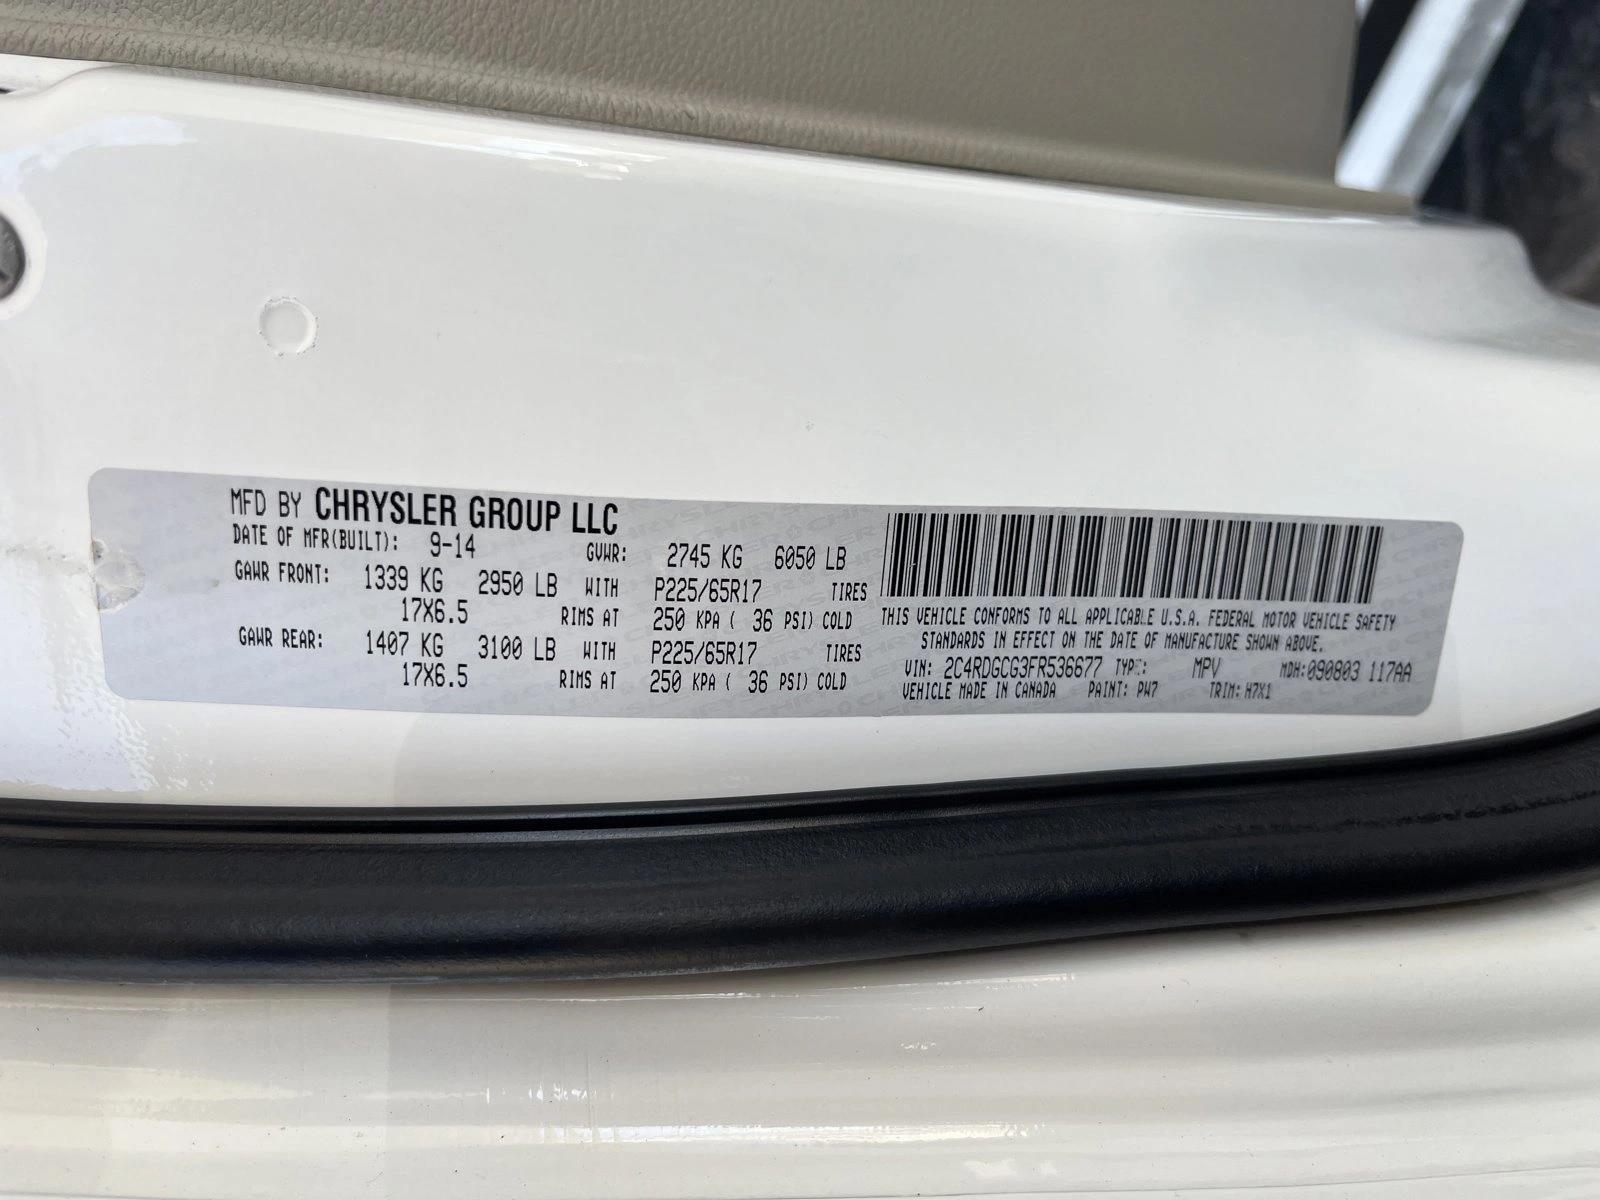 MFD BY CHRYSLER GROUP LLC
DATE OF MFR(BUILT): 9-14 GVWR: 2745 KG 6050 LB
GAWR FRONT: 1339 KG 2950 LB WITH P225/65R17 TIRES
17X6.5 RIMS AT 250 KPA ( 36 PSI) COLD
GAWR REAR: 1407 KG 3100 LB WITH P225/65R17 TIRES
17X6.5 RIMS AT 250 KPA ( 36 PSI) COLD
THIS VEHICLE CONFORMS TO ALL APPLICABLE U.S.A. FEDERAL MOTOR VEHICLE SAFETY
STANDARDS IN EFFECT ON THE DATE OF MANUFACTURE SHOWN ABOVE.
VIN: 2C4RDGCG3FR536677 TYPE: MPV MDH:090803 117AA
VEHICLE MADE IN CANADA PAINT: PW7 TRIM: H7X1